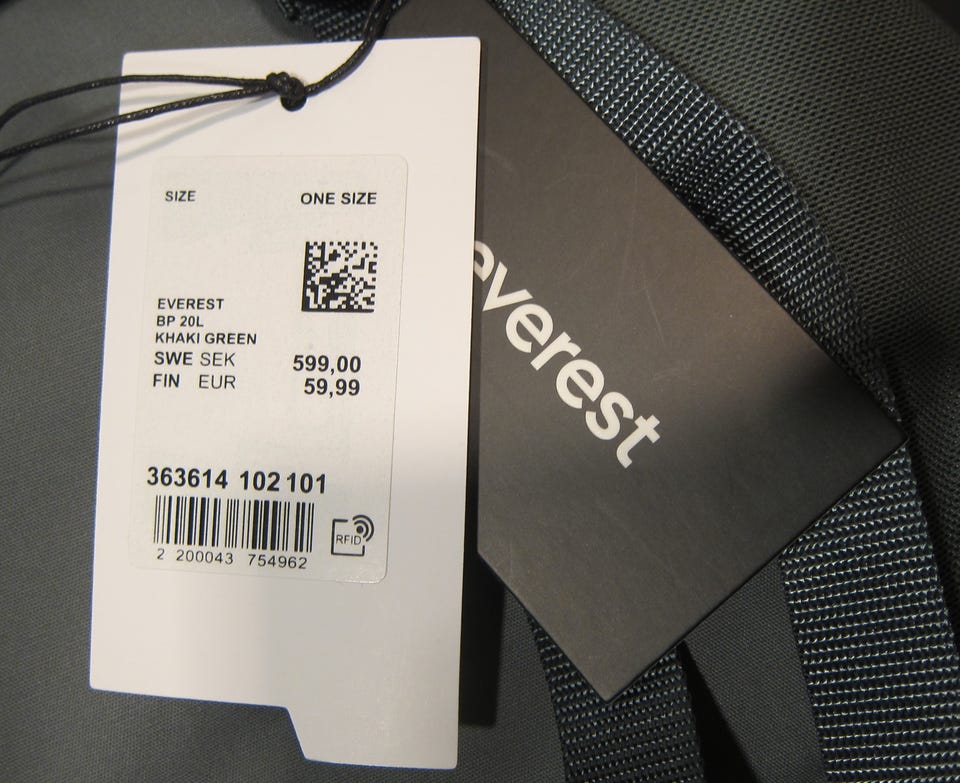 SIZE ONE SIZE
EVEREST
BP 20L
KHAKI GREEN
SWE SEK 599,00
FIN EUR 59,99
363614 102 101
2 200043 754962
RFID
everest